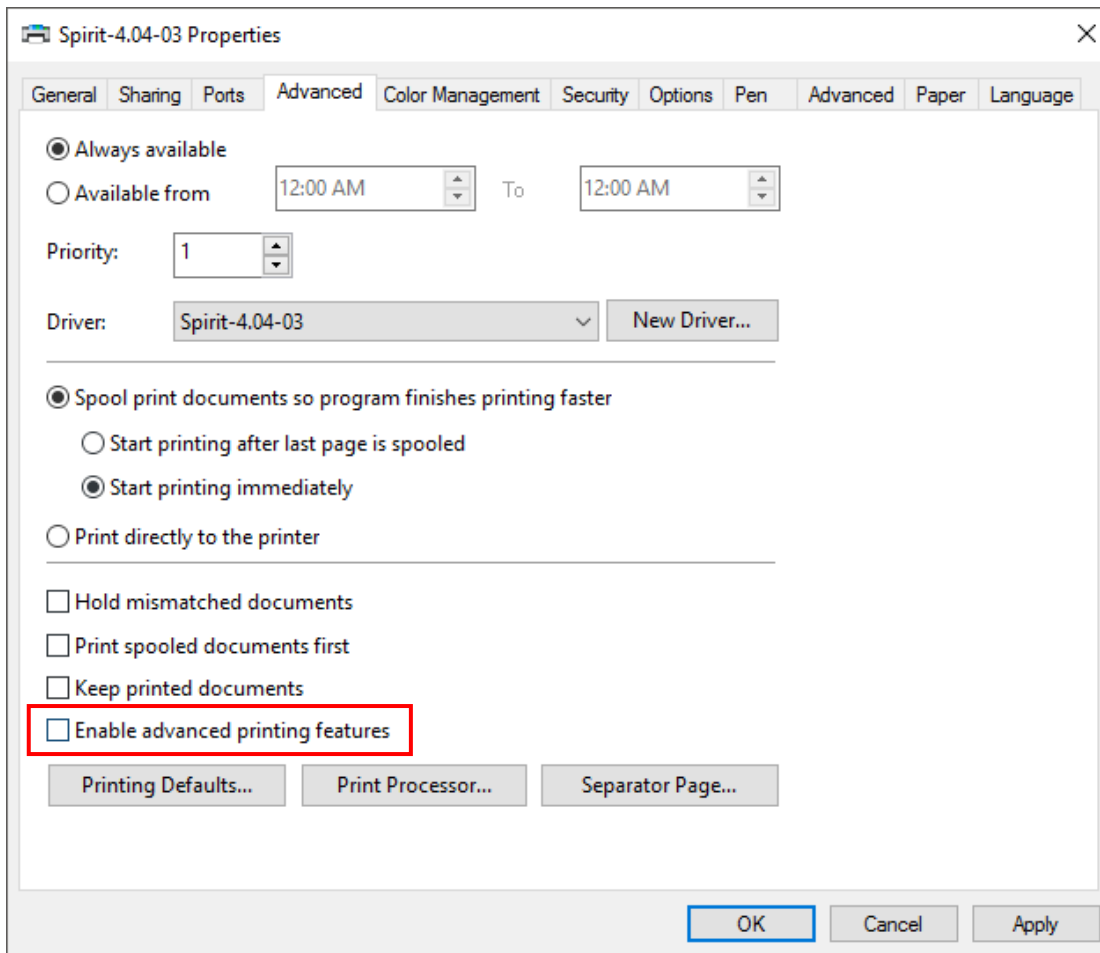 Spirit-4.04-03 Properties
General Sharing Ports Advanced Color Management Security Options Pen Advanced Paper Language
Always available
Available from 12:00 AM To 12:00 AM
Priority: 1
Driver: Spirit-4.04-03 New Driver...
Spool print documents so program finishes printing faster
Start printing after last page is spooled
Start printing immediately
Print directly to the printer
Hold mismatched documents
Print spooled documents first
Keep printed documents
Enable advanced printing features
Printing Defaults... Print Processor... Separator Page...
OK Cancel Apply